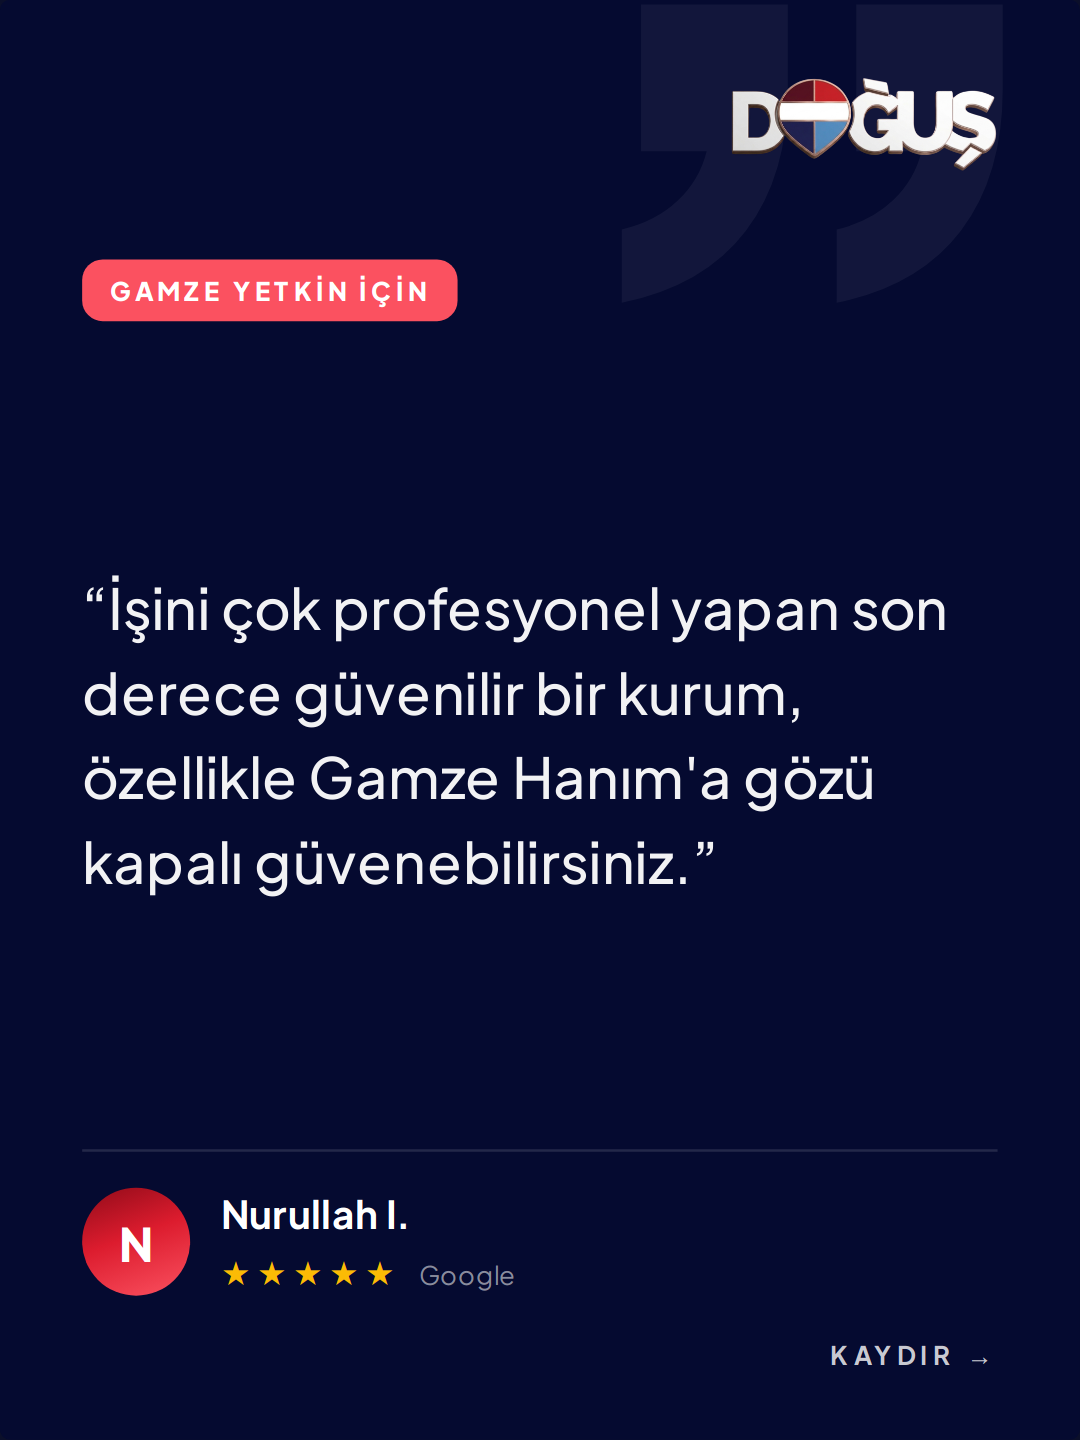 DOĞUŞ
GAMZE YETKİN İÇİN
“İşini çok profesyonel yapan son
derece güvenilir bir kurum,
özellikle Gamze Hanım'a gözü
kapalı güvenebilirsiniz.”
N
Nurullah I.
★★★★★ Google
KAYDIR →